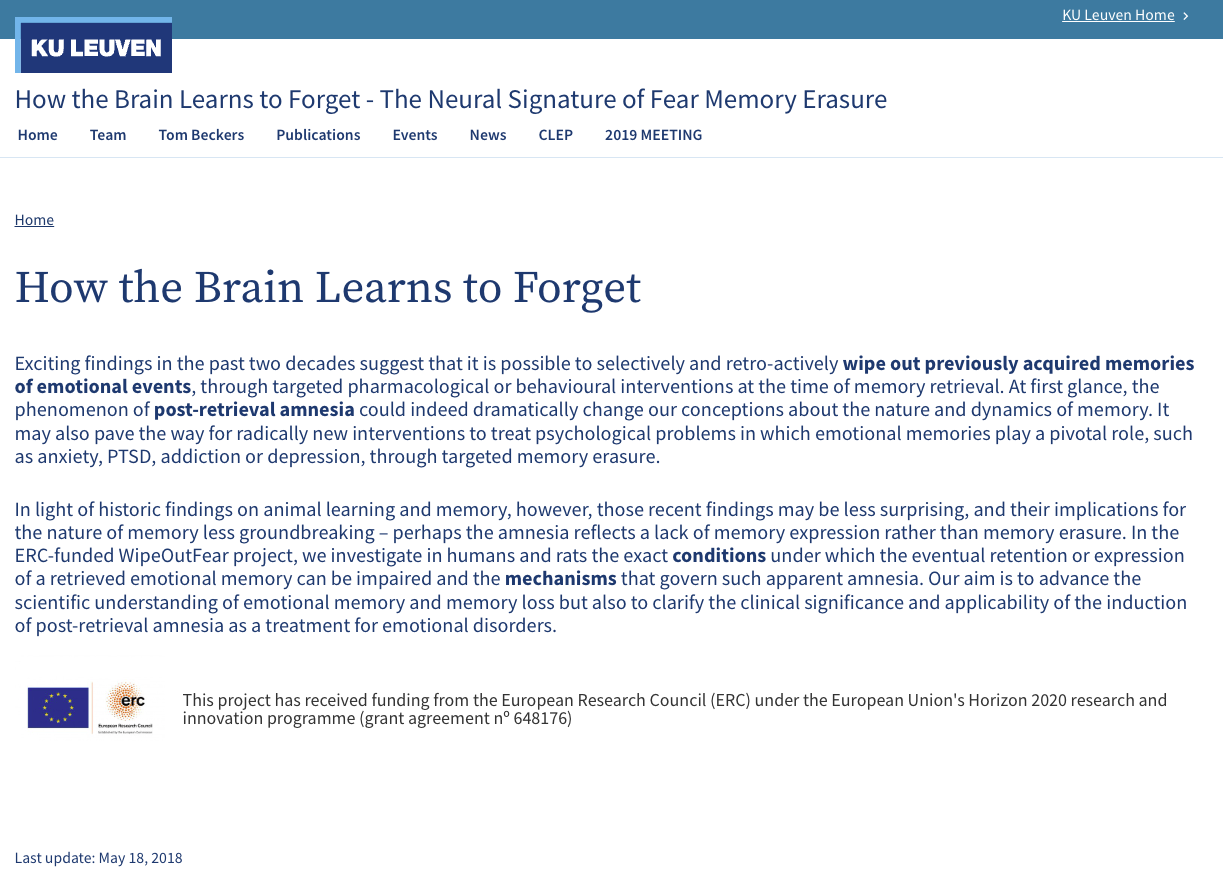 KU Leuven Home
KU LEUVEN
How the Brain Learns to Forget - The Neural Signature of Fear Memory Erasure
Home Team Tom Beckers Publications Events News CLEP 2019 MEETING
Home
How the Brain Learns to Forget
Exciting findings in the past two decades suggest that it is possible to selectively and retro-actively wipe out previously acquired memories
of emotional events, through targeted pharmacological or behavioural interventions at the time of memory retrieval. At first glance, the
phenomenon of post-retrieval amnesia could indeed dramatically change our conceptions about the nature and dynamics of memory. It
may also pave the way for radically new interventions to treat psychological problems in which emotional memories play a pivotal role, such
as anxiety, PTSD, addiction or depression, through targeted memory erasure.
In light of historic findings on animal learning and memory, however, those recent findings may be less surprising, and their implications for
the nature of memory less groundbreaking – perhaps the amnesia reflects a lack of memory expression rather than memory erasure. In the
ERC-funded WipeOutFear project, we investigate in humans and rats the exact conditions under which the eventual retention or expression
of a retrieved emotional memory can be impaired and the mechanisms that govern such apparent amnesia. Our aim is to advance the
scientific understanding of emotional memory and memory loss but also to clarify the clinical significance and applicability of the induction
of post-retrieval amnesia as a treatment for emotional disorders.
erc
European Research Council
Established by the European Commission
This project has received funding from the European Research Council (ERC) under the European Union's Horizon 2020 research and
innovation programme (grant agreement nº 648176)
Last update: May 18, 2018